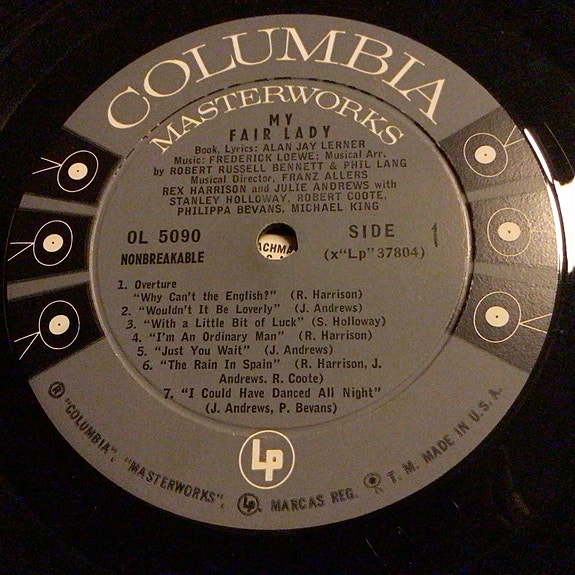 COLUMBIA
MASTERWORKS
MY
FAIR LADY
Book, Lyrics: ALAN JAY LERNER
Music: FREDERICK LOEWE: Musical Arr.
by ROBERT RUSSELL BENNETT & PHIL LANG
Musical Director, FRANZ ALLERS
REX HARRISON and JULIE ANDREWS with
STANLEY HOLLOWAY, ROBERT COOTE,
PHILIPPA BEVANS, MICHAEL KING
OL 5090 SIDE 1
NONBREAKABLE (x"Lp" 37804)
1. Overture
"Why Can't the English?" (R. Harrison)
2. "Wouldn't It Be Loverly" (J. Andrews)
3. "With a Little Bit of Luck" (S. Holloway)
4. "I'm An Ordinary Man" (R. Harrison)
5. "Just You Wait" (J. Andrews)
6. "The Rain In Spain" (R. Harrison, J.
Andrews, R. Coote)
7. "I Could Have Danced All Night"
(J. Andrews, P. Bevans)
Lp
® "COLUMBIA", "MASTERWORKS", Lp, MARCAS REG. ® T. M. MADE IN U.S.A.